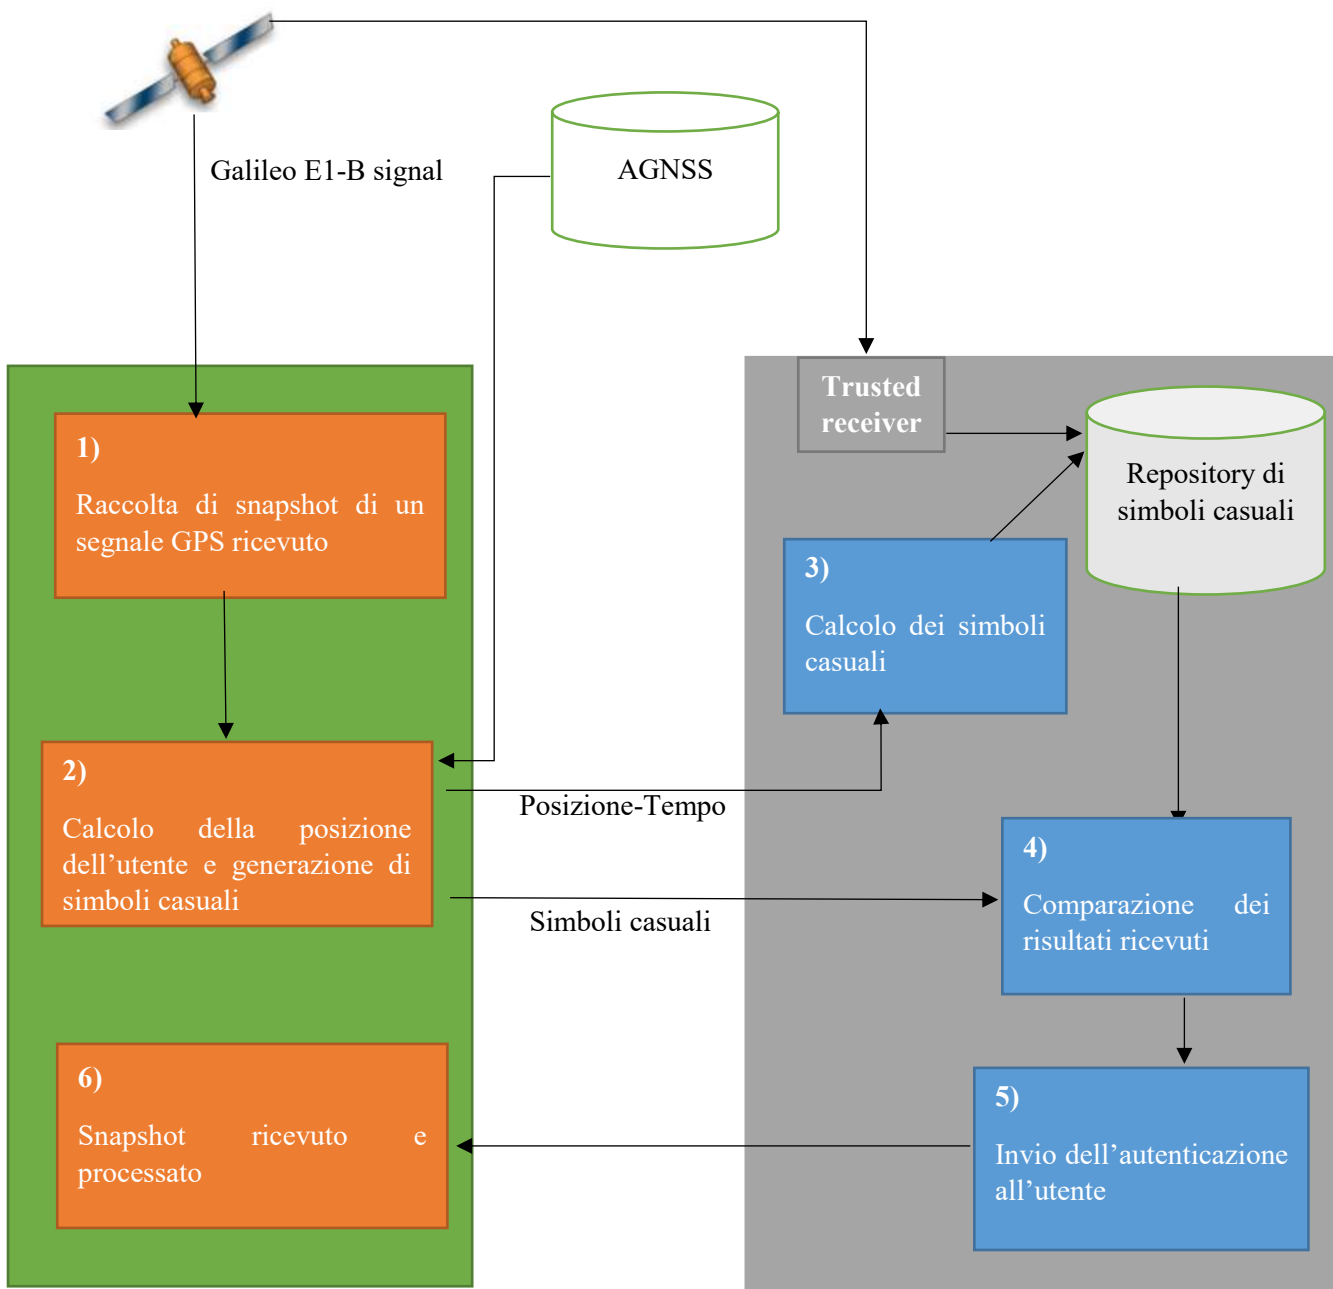 Galileo E1-B signal
AGNSS
Trusted
receiver
Repository di
simboli casuali
1)
Raccolta di snapshot di un
segnale GPS ricevuto
3)
Calcolo dei simboli
casuali
2)
Calcolo della posizione
dell’utente e generazione di
simboli casuali
Posizione-Tempo
Simboli casuali
4)
Comparazione dei
risultati ricevuti
6)
Snapshot ricevuto e
processato
5)
Invio dell’autenticazione
all’utente